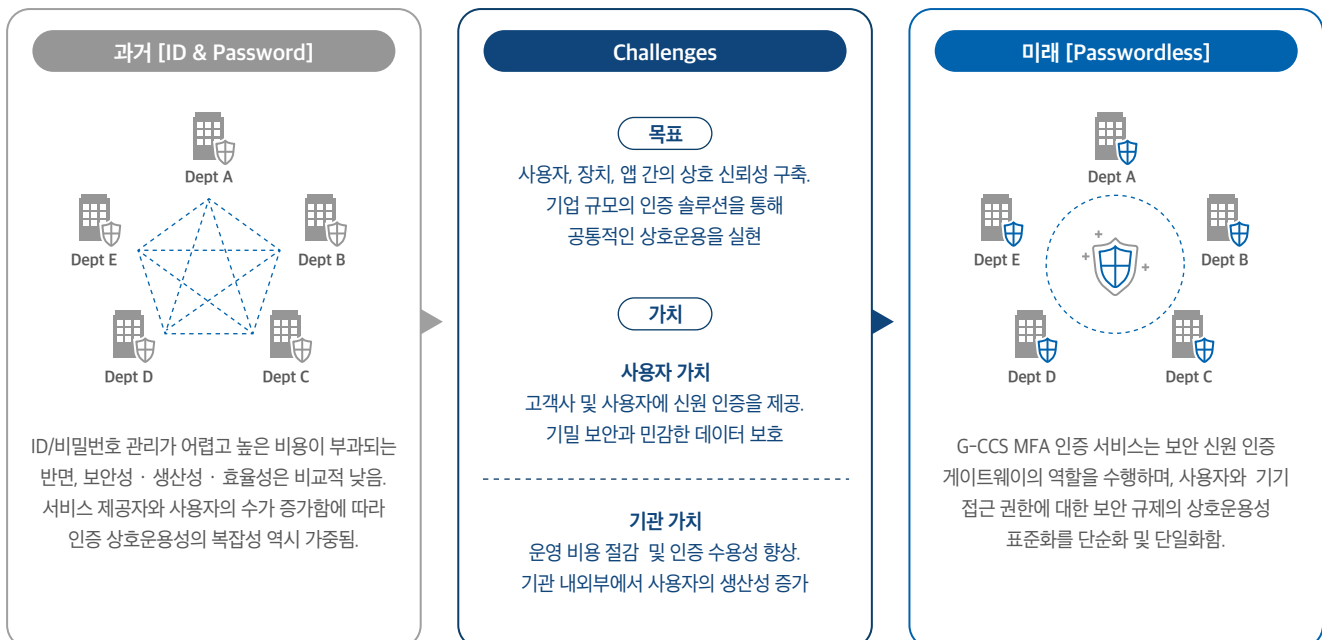 과거 [ID & Password]
Dept A
Dept E
Dept B
Dept D
Dept C
ID/비밀번호 관리가 어렵고 높은 비용이 부과되는
반면, 보안성 · 생산성 · 효율성은 비교적 낮음.
서비스 제공자와 사용자의 수가 증가함에 따라
인증 상호운용성의 복잡성 역시 가중됨.
Challenges
목표
사용자, 장치, 앱 간의 상호 신뢰성 구축.
기업 규모의 인증 솔루션을 통해
공통적인 상호운용을 실현
가치
사용자 가치
고객사 및 사용자에 신원 인증을 제공.
기밀 보안과 민감한 데이터 보호
기관 가치
운영 비용 절감 및 인증 수용성 향상.
기관 내외부에서 사용자의 생산성 증가
미래 [Passwordless]
Dept A
Dept E
Dept B
Dept D
Dept C
G-CCS MFA 인증 서비스는 보안 신원 인증
게이트웨이의 역할을 수행하며, 사용자와 기기
접근 권한에 대한 보안 규제의 상호운용성
표준화를 단순화 및 단일화함.